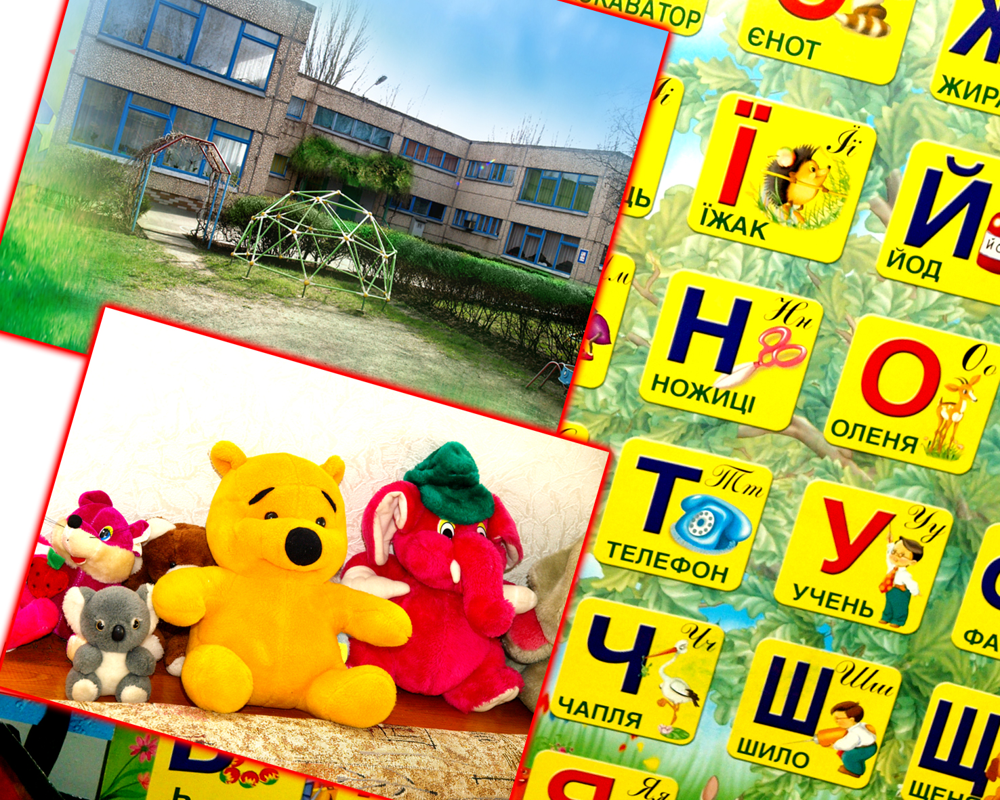 ЄНОТ
Її
Ї
ЇЖАК
Й
ЙОД
Нн
Н
НОЖИЦІ
Оо
О
ОЛЕНЯ
Тт
Т
ТЕЛЕФОН
Уу
У
УЧЕНЬ
Чч
Ч
ЧАПЛЯ
Шш
Ш
ШИЛО
Щ
Яя
Я
Ь